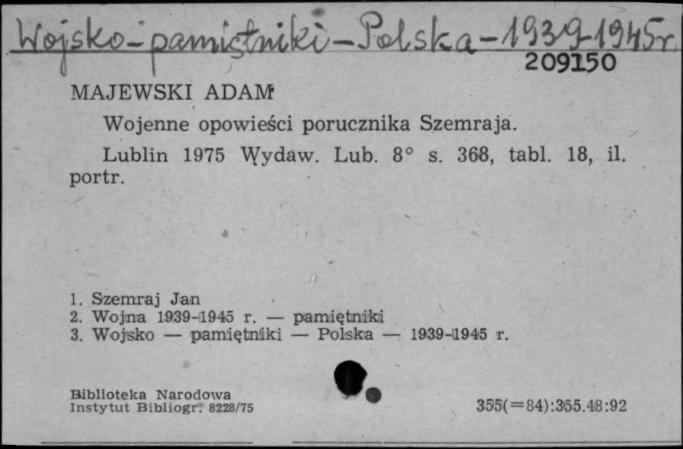 Wojsko - pamiętniki - Polska - 1939-1945 r.
209150
MAJEWSKI ADAM
Wojenne opowieści porucznika Szemraja.
Lublin 1975 Wydaw. Lub. 8° s. 368, tabl. 18, il.
portr.
1. Szemraj Jan
2. Wojna 1939-1945 r. — pamiętniki
3. Wojsko — pamiętniki — Polska — 1939-1945 r.
Biblioteka Narodowa
Instytut Bibliogr. 8228/75
355(=84):355.48:92